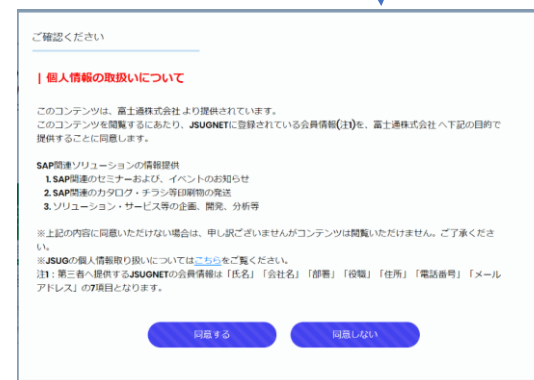 ご確認ください
| 個人情報の取扱いについて
このコンテンツは、富士通株式会社 より提供されています。
このコンテンツを閲覧するにあたり、JSUGNETに登録されている会員情報(注1)を、富士通株式会社 へ下記の目的で
提供することに同意します。
SAP関連ソリューションの情報提供
1. SAP関連のセミナーおよび、イベントのお知らせ
2. SAP関連のカタログ・チラシ等印刷物の発送
3. ソリューション・サービス等の企画、開発、分析等
※上記の内容に同意いただけない場合は、申し訳ございませんがコンテンツは閲覧いただけません。ご了承くださ
い。
※JSUGの個人情報取り扱いについてはこちらをご覧ください。
注1：第三者へ提供するJSUGNETの会員情報は「氏名」「会社名」「部署」「役職」「住所」「電話番号」「メール
アドレス」の7項目となります。
同意する 同意しない